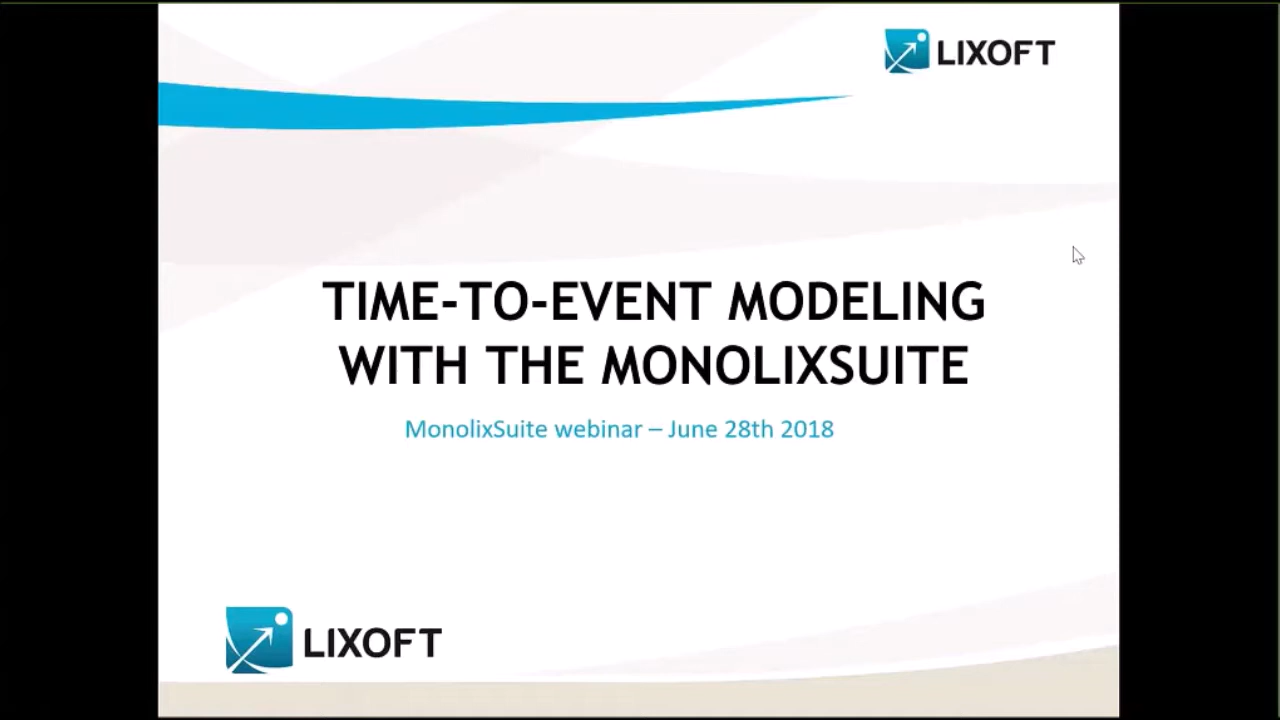 LIXOFT
TIME-TO-EVENT MODELING
WITH THE MONOLIXSUITE
MonolixSuite webinar – June 28th 2018
LIXOFT